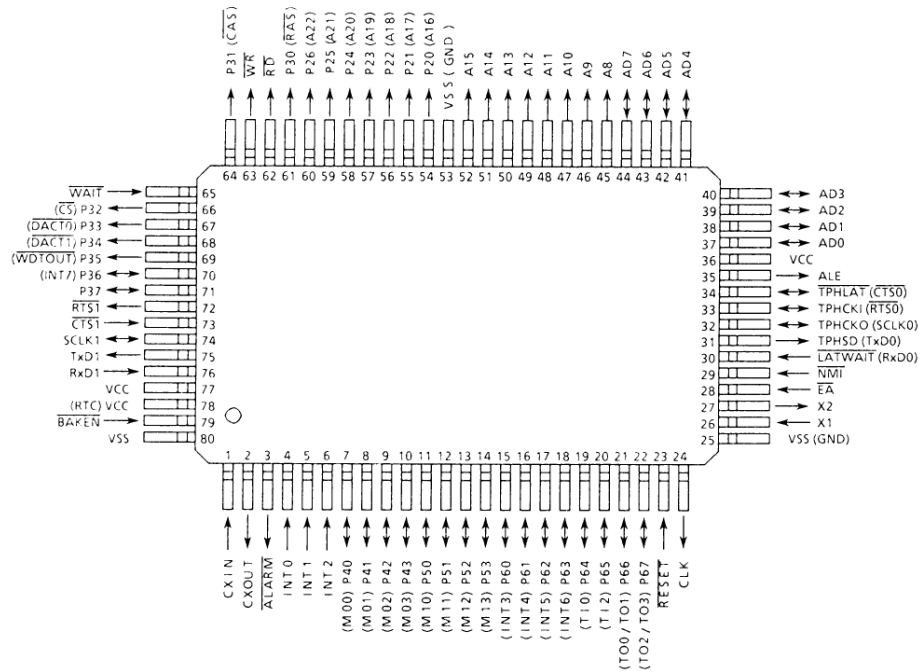 P31 (CAS)
WR
RD
P30 (RAS)
P26 (A22)
P25 (A21)
P24 (A20)
P23 (A19)
P22 (A18)
P21 (A17)
P20 (A16)
VSS (GND)
A15
A14
A13
A12
A11
A10
A9
A8
AD7
AD6
AD5
AD4
64 63 62 61 60 59 58 57 56 55 54 53 52 51 50 49 48 47 46 45 44 43 42 41
WAIT 65
(CS) P32 66
(DACT0) P33 67
(DACT1) P34 68
(WDTOUT) P35 69
(INT7) P36 70
P37 71
RTS1 72
CTS1 73
SCLK1 74
TxD1 75
RxD1 76
VCC 77
(RTC) VCC 78
BAKEN 79
VSS 80
40 AD3
39 AD2
38 AD1
37 AD0
36 VCC
35 ALE
34 TPHLAT (CTS0)
33 TPHCKI (RTS0)
32 TPHCKO (SCLK0)
31 TPHSD (TxD0)
30 LATWAIT (RxD0)
29 NMI
28 EA
27 X2
26 X1
25 VSS (GND)
1 2 3 4 5 6 7 8 9 10 11 12 13 14 15 16 17 18 19 20 21 22 23 24
CXIN
CXOUT
ALARM
INT0
INT1
INT2
(M00) P40
(M01) P41
(M02) P42
(M03) P43
(M10) P50
(M11) P51
(M12) P52
(M13) P53
(INT3) P60
(INT4) P61
(INT5) P62
(INT6) P63
(TI0) P64
(TI2) P65
(TO0/TO1) P66
(TO2/TO3) P67
RESET
CLK